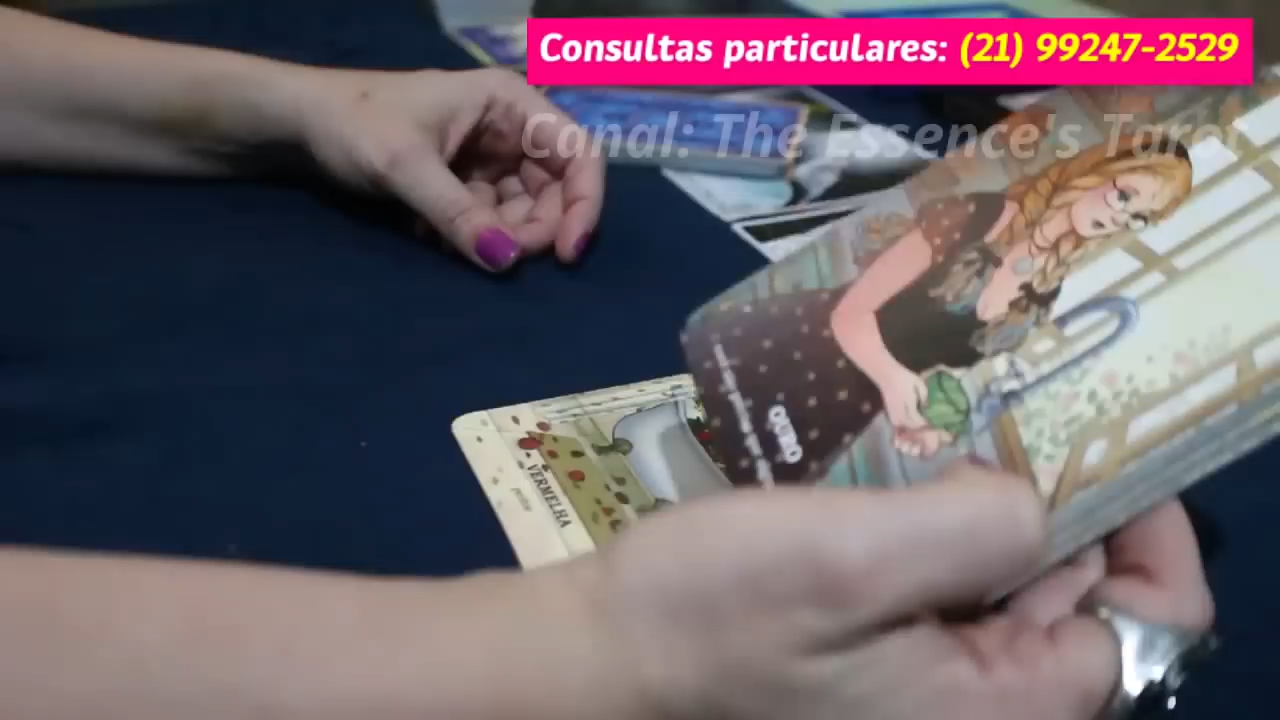 Consultas particulares: (21) 99247-2529
Canal: The Essence's Tarot
OURO
VERMELHA